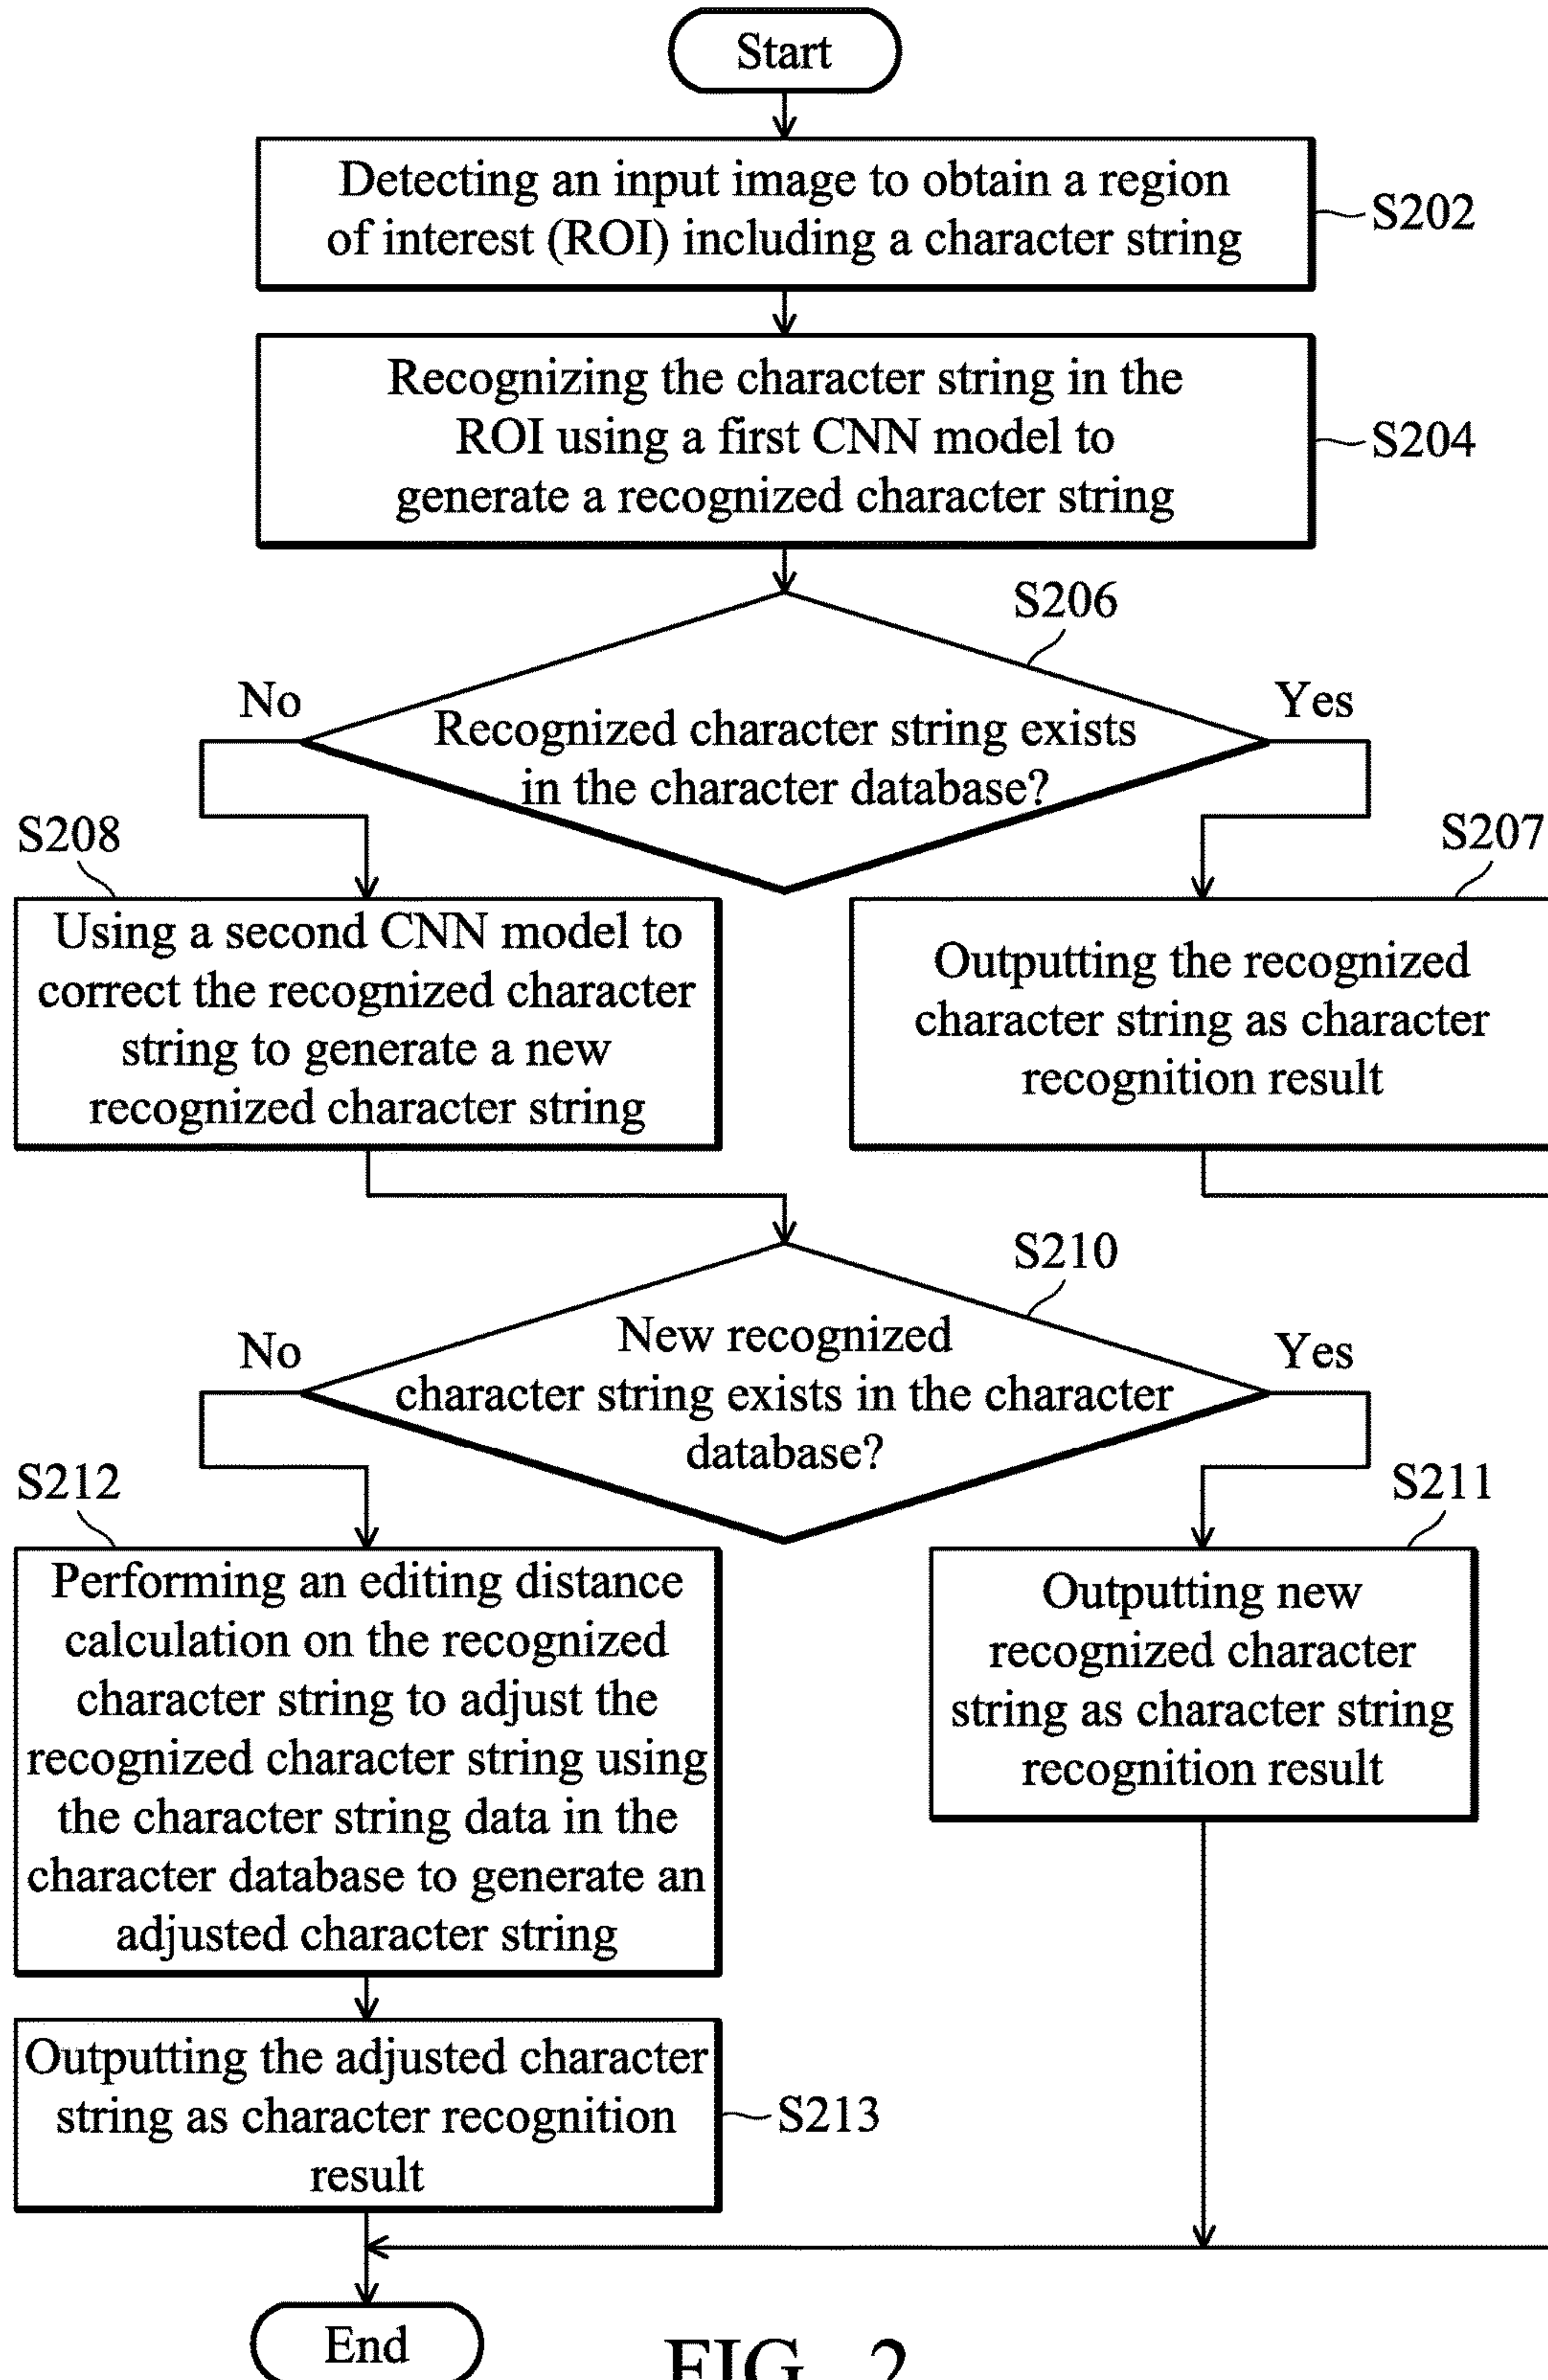 Start
Detecting an input image to obtain a region
of interest (ROI) including a character string
S202
Recognizing the character string in the
ROI using a first CNN model to
generate a recognized character string
S204
S206
No
Yes
Recognized character string exists
in the character database?
S208
S207
Using a second CNN model to
correct the recognized character
string to generate a new
recognized character string
Outputting the recognized
character string as character
recognition result
S210
No
Yes
New recognized
character string exists in the character
database?
S212
S211
Performing an editing distance
calculation on the recognized
character string to adjust the
recognized character string using
the character string data in the
character database to generate an
adjusted character string
Outputting new
recognized character
string as character string
recognition result
Outputting the adjusted character
string as character recognition
result
S213
End
FIG. 2